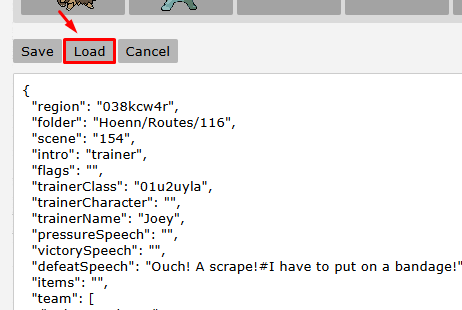 Save Load Cancel
{
"region": "038kcw4r",
"folder": "Hoenn/Routes/116",
"scene": "154",
"intro": "trainer",
"flags": "",
"trainerClass": "01u2uyla",
"trainerCharacter": "",
"trainerName": "Joey",
"pressureSpeech": "",
"victorySpeech": "",
"defeatSpeech": "Ouch! A scrape!#I have to put on a bandage!"
"items": "",
"team": [